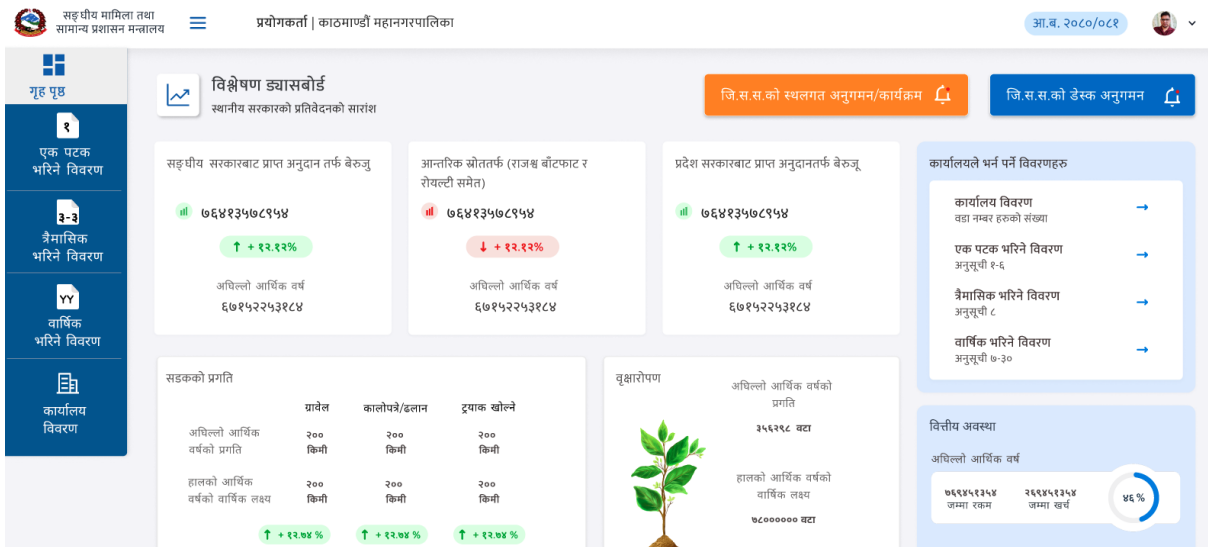 सङ्घीय मामिला तथा
सामान्य प्रशासन मन्त्रालय
प्रयोगकर्ता | काठमाण्डौं महानगरपालिका
आ.ब. २०८०/०८१
गृह पृष्ठ
१
एक पटक
भरिने विवरण
३-३
त्रैमासिक
भरिने विवरण
YY
वार्षिक
भरिने विवरण
कार्यालय
विवरण
विश्लेषण ड्यासबोर्ड
स्थानीय सरकारको प्रतिवेदनको सारांश
जि.स.स.को स्थलगत अनुगमन/कार्यक्रम
जि.स.स.को डेस्क अनुगमन
सङ्घीय सरकारबाट प्राप्त अनुदान तर्फ बेरुजु
७६४१३५७८९५४
↑ + १२.१२%
अघिल्लो आर्थिक वर्ष
६७१५२२५३१८४
आन्तरिक स्रोततर्फ (राजश्व बाँटफाट र
रोयल्टी समेत)
७६४१३५७८९५४
↓ + १२.१२%
अघिल्लो आर्थिक वर्ष
६७१५२२५३१८४
प्रदेश सरकारबाट प्राप्त अनुदानतर्फ बेरूजू
७६४१३५७८९५४
↑ + १२.१२%
अघिल्लो आर्थिक वर्ष
६७१५२२५३१८४
कार्यालयले भर्न पर्ने विवरणहरु
कार्यालय विवरण →
वडा नम्बर हरुको संख्या
एक पटक भरिने विवरण →
अनुसूची १-६
त्रैमासिक भरिने विवरण →
अनुसूची ८
वार्षिक भरिने विवरण →
अनुसूची ७-३०
सडकको प्रगति
ग्रावेल कालोपत्रे/ढलान ट्र्याक खोल्ने
अघिल्लो आर्थिक २०० २०० २००
वर्षको प्रगति किमी किमी किमी
हालको आर्थिक २०० २०० २००
वर्षको वार्षिक लक्ष्य किमी किमी किमी
↑ + १२.७४ % ↑ + १२.७४ % ↑ + १२.७४ %
वृक्षारोपण
अघिल्लो आर्थिक वर्षको
प्रगति
३५६२९८ वटा
हालको आर्थिक वर्षको
वार्षिक लक्ष्य
७८०००००० वटा
वित्तीय अवस्था
अघिल्लो आर्थिक वर्ष
७६९४५१३५४ २६९४५१३५४ ४६ %
जम्मा रकम जम्मा खर्च